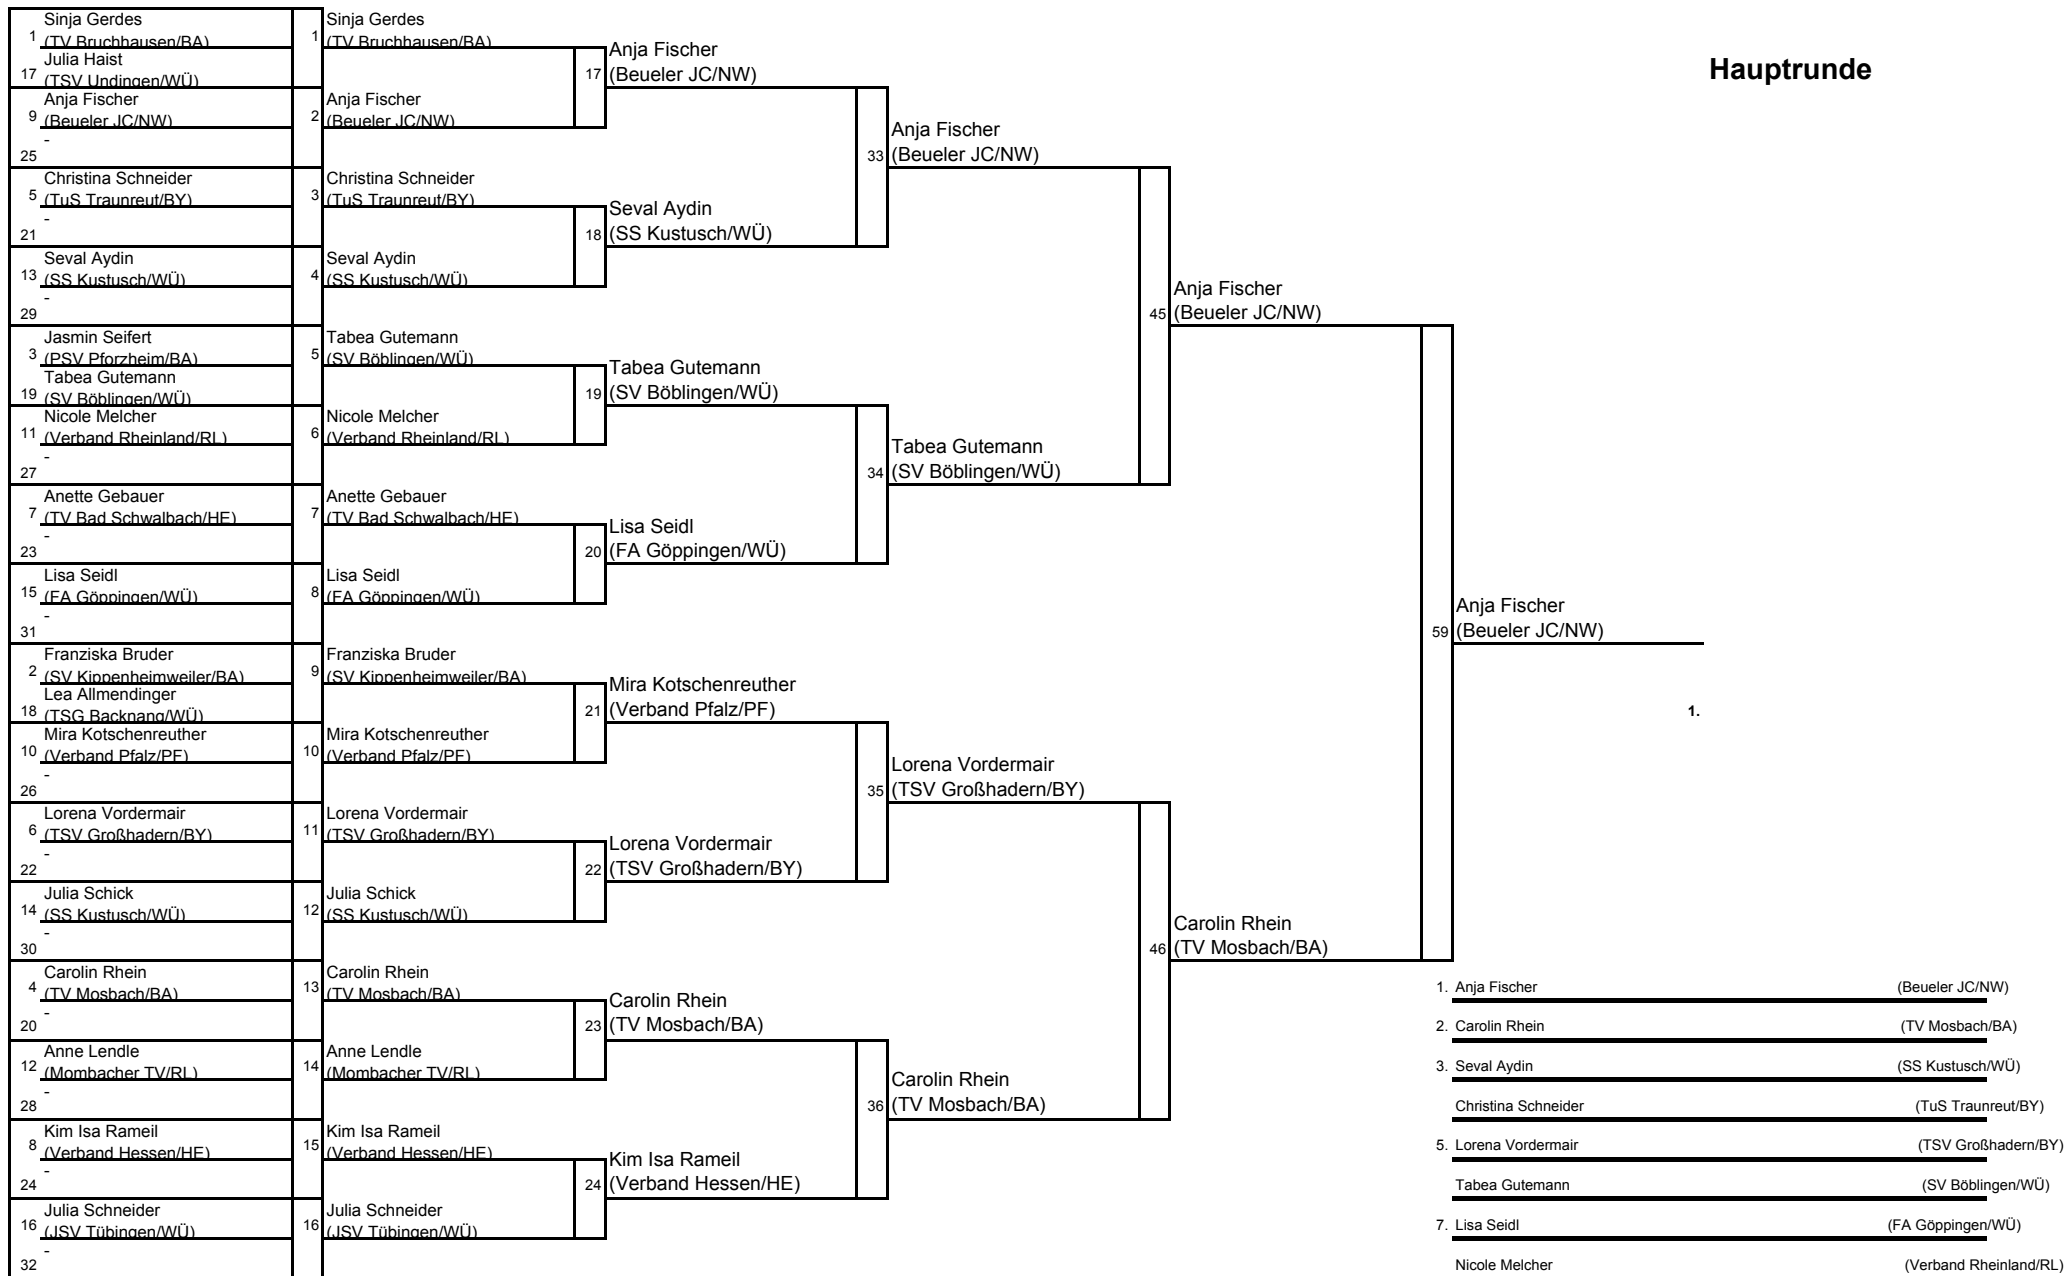 Hauptrunde
1 Sinja Gerdes
(TV Bruchhausen/BA)
17 Julia Haist
(TSV Undingen/WÜ)
9 Anja Fischer
(Beueler JC/NW)
25 -
5 Christina Schneider
(TuS Traunreut/BY)
21 -
13 Seval Aydin
(SS Kustusch/WÜ)
29 -
3 Jasmin Seifert
(PSV Pforzheim/BA)
19 Tabea Gutemann
(SV Böblingen/WÜ)
11 Nicole Melcher
(Verband Rheinland/RL)
27 -
7 Anette Gebauer
(TV Bad Schwalbach/HE)
23 -
15 Lisa Seidl
(FA Göppingen/WÜ)
31 -
2 Franziska Bruder
(SV Kippenheimweiler/BA)
18 Lea Allmendinger
(TSG Backnang/WÜ)
10 Mira Kotschenreuther
(Verband Pfalz/PF)
26 -
6 Lorena Vordermair
(TSV Großhadern/BY)
22 -
14 Julia Schick
(SS Kustusch/WÜ)
30 -
4 Carolin Rhein
(TV Mosbach/BA)
20 -
12 Anne Lendle
(Mombacher TV/RL)
28 -
8 Kim Isa Rameil
(Verband Hessen/HE)
24 -
16 Julia Schneider
(JSV Tübingen/WÜ)
32 -
1 Sinja Gerdes
(TV Bruchhausen/BA)
2 Anja Fischer
(Beueler JC/NW)
3 Christina Schneider
(TuS Traunreut/BY)
4 Seval Aydin
(SS Kustusch/WÜ)
5 Tabea Gutemann
(SV Böblingen/WÜ)
6 Nicole Melcher
(Verband Rheinland/RL)
7 Anette Gebauer
(TV Bad Schwalbach/HE)
8 Lisa Seidl
(FA Göppingen/WÜ)
9 Franziska Bruder
(SV Kippenheimweiler/BA)
10 Mira Kotschenreuther
(Verband Pfalz/PF)
11 Lorena Vordermair
(TSV Großhadern/BY)
12 Julia Schick
(SS Kustusch/WÜ)
13 Carolin Rhein
(TV Mosbach/BA)
14 Anne Lendle
(Mombacher TV/RL)
15 Kim Isa Rameil
(Verband Hessen/HE)
16 Julia Schneider
(JSV Tübingen/WÜ)
Anja Fischer
17 (Beueler JC/NW)
Seval Aydin
18 (SS Kustusch/WÜ)
Tabea Gutemann
19 (SV Böblingen/WÜ)
Lisa Seidl
20 (FA Göppingen/WÜ)
Mira Kotschenreuther
21 (Verband Pfalz/PF)
Lorena Vordermair
22 (TSV Großhadern/BY)
Carolin Rhein
23 (TV Mosbach/BA)
Kim Isa Rameil
24 (Verband Hessen/HE)
Anja Fischer
33 (Beueler JC/NW)
Tabea Gutemann
34 (SV Böblingen/WÜ)
Lorena Vordermair
35 (TSV Großhadern/BY)
Carolin Rhein
36 (TV Mosbach/BA)
Anja Fischer
45 (Beueler JC/NW)
Carolin Rhein
46 (TV Mosbach/BA)
Anja Fischer
59 (Beueler JC/NW)
1.
1. Anja Fischer (Beueler JC/NW)
2. Carolin Rhein (TV Mosbach/BA)
3. Seval Aydin (SS Kustusch/WÜ)
Christina Schneider (TuS Traunreut/BY)
5. Lorena Vordermair (TSV Großhadern/BY)
Tabea Gutemann (SV Böblingen/WÜ)
7. Lisa Seidl (FA Göppingen/WÜ)
Nicole Melcher (Verband Rheinland/RL)